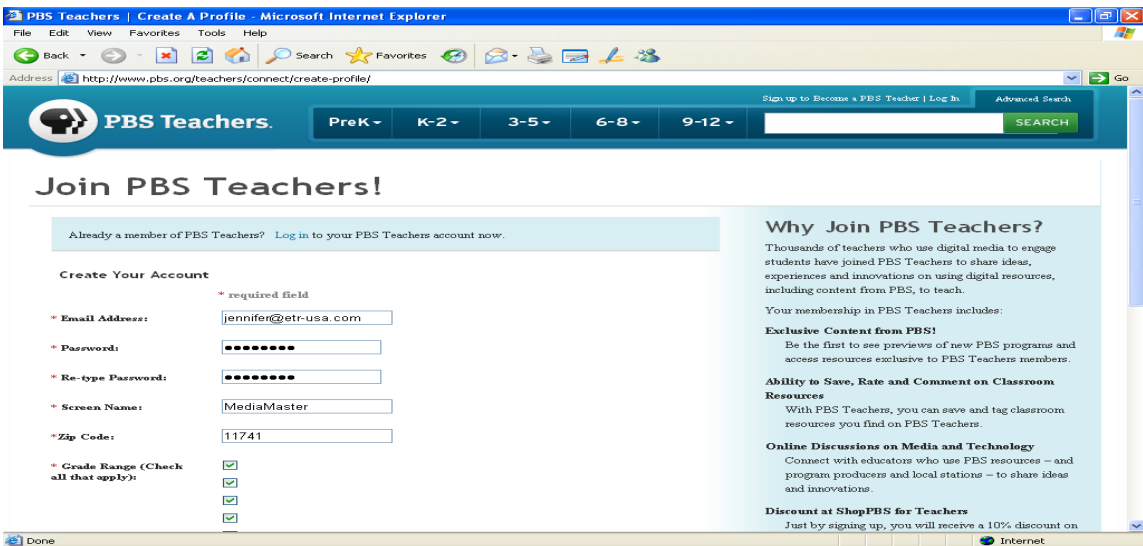 PBS Teachers | Create A Profile - Microsoft Internet Explorer
File Edit View Favorites Tools Help
Back Search Favorites
Address http://www.pbs.org/teachers/connect/create-profile/ Go
Sign up to Become a PBS Teacher | Log In Advanced Search
PBS Teachers. PreK K-2 3-5 6-8 9-12 SEARCH
Join PBS Teachers!
Already a member of PBS Teachers? Log in to your PBS Teachers account now.
Create Your Account
* required field
* Email Address: jennifer@etr-usa.com
* Password: ●●●●●●●●
* Re-type Password: ●●●●●●●●
* Screen Name: MediaMaster
*Zip Code: 11741
* Grade Range (Check
all that apply):
Why Join PBS Teachers?
Thousands of teachers who use digital media to engage
students have joined PBS Teachers to share ideas,
experiences and innovations on using digital resources,
including content from PBS, to teach.
Your membership in PBS Teachers includes:
Exclusive Content from PBS!
Be the first to see previews of new PBS programs and
access resources exclusive to PBS Teachers members.
Ability to Save, Rate and Comment on Classroom
Resources
With PBS Teachers, you can save and tag classroom
resources you find on PBS Teachers.
Online Discussions on Media and Technology
Connect with educators who use PBS resources – and
program producers and local stations – to share ideas
and innovations.
Discount at ShopPBS for Teachers
Just by signing up, you will receive a 10% discount on
Done Internet